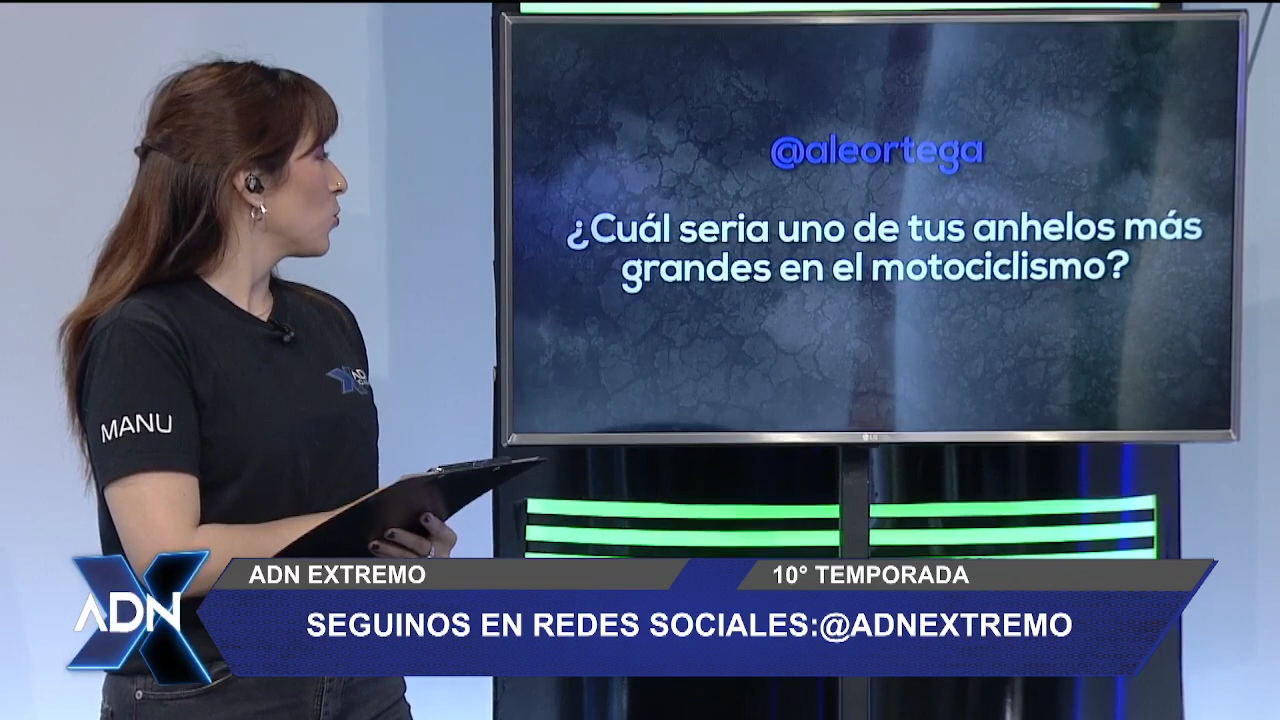 @aleortega
¿Cuál seria uno de tus anhelos más
grandes en el motociclismo?
LG
MANU
ADN EXTREMO
10° TEMPORADA
ADN
SEGUINOS EN REDES SOCIALES:@ADNEXTREMO